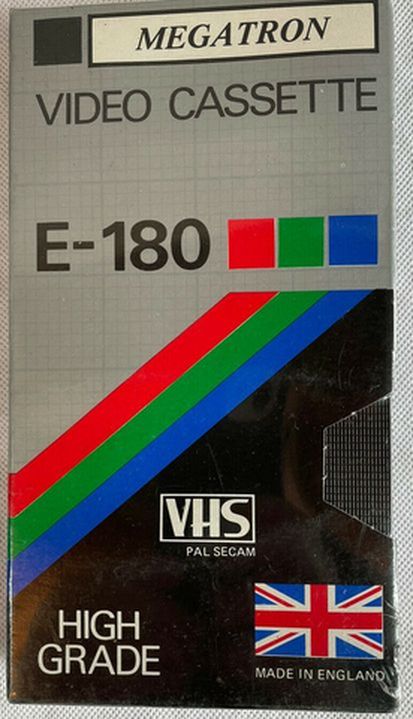 MEGATRON
VIDEO CASSETTE
E-180
VHS
PAL SECAM
HIGH
GRADE
MADE IN ENGLAND